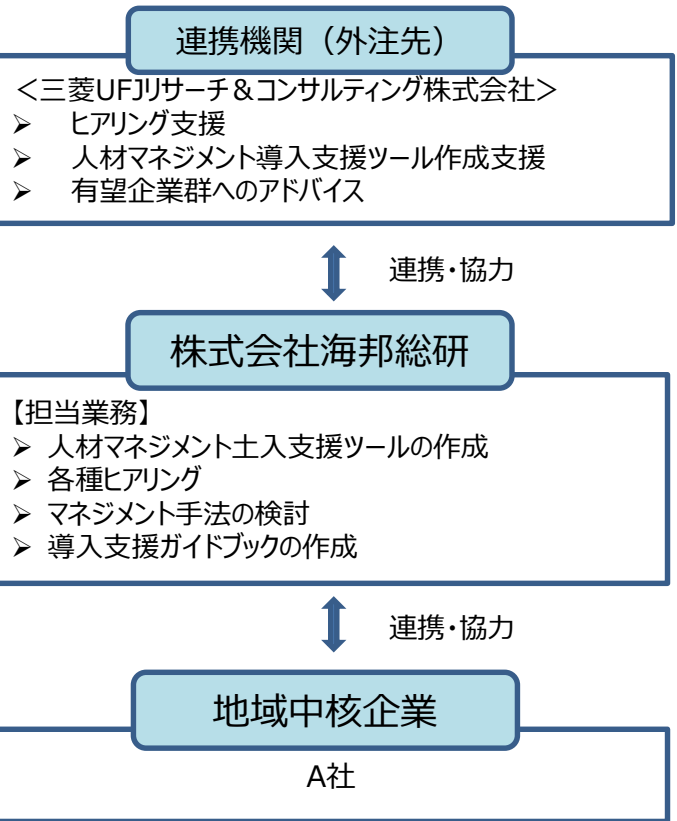 連携機関（外注先）
＜三菱UFJリサーチ＆コンサルティング株式会社＞
➢ ヒアリング支援
➢ 人材マネジメント導入支援ツール作成支援
➢ 有望企業群へのアドバイス
連携・協力
株式会社海邦総研
【担当業務】
➢ 人材マネジメント土入支援ツールの作成
➢ 各種ヒアリング
➢ マネジメント手法の検討
➢ 導入支援ガイドブックの作成
連携・協力
地域中核企業
A社